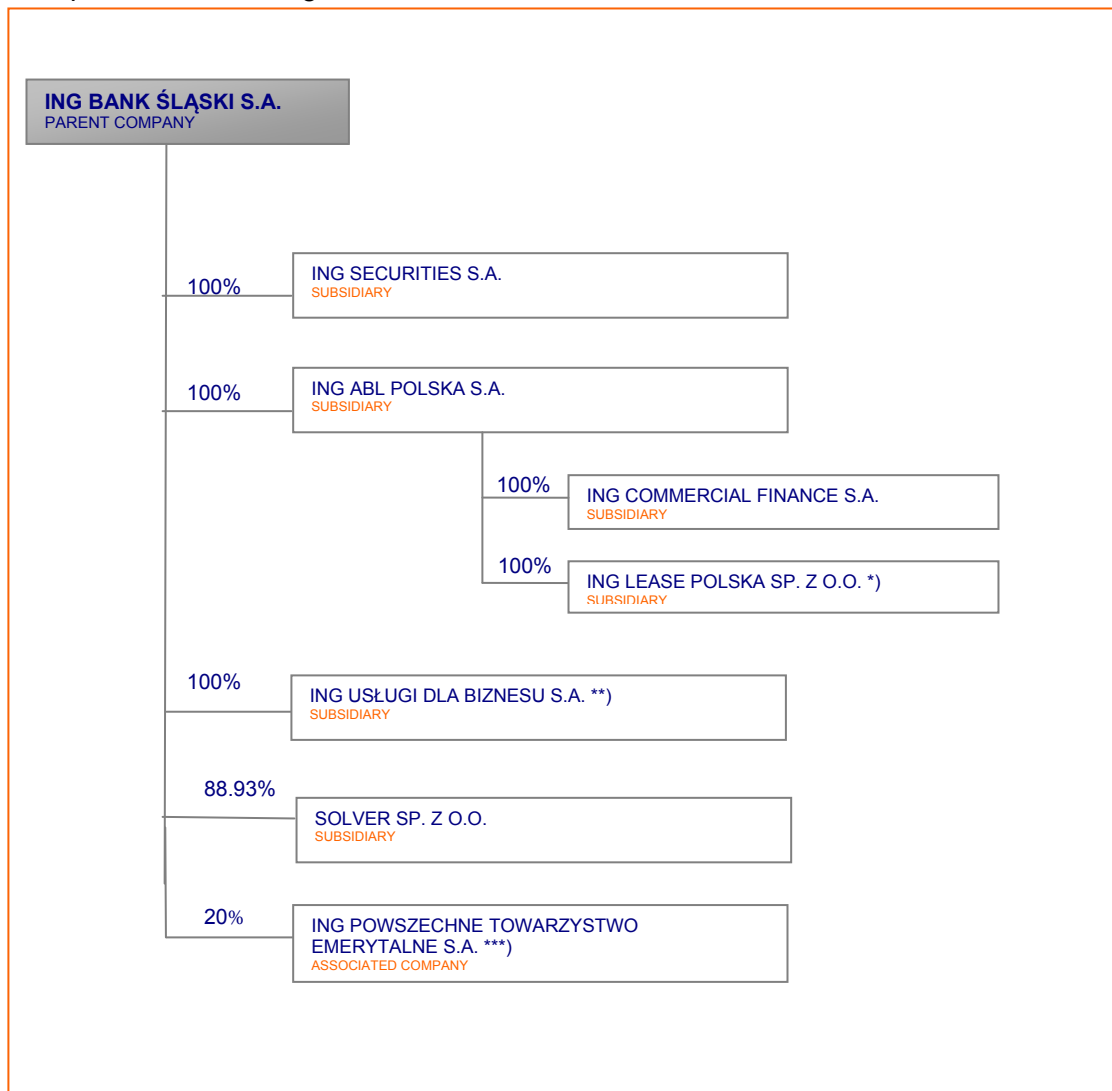 ING BANK ŚLĄSKI S.A.
PARENT COMPANY
100%
ING SECURITIES S.A.
SUBSIDIARY
100%
ING ABL POLSKA S.A.
SUBSIDIARY
100%
ING COMMERCIAL FINANCE S.A.
SUBSIDIARY
100%
ING LEASE POLSKA SP. Z O.O. *)
SUBSIDIARY
100%
ING USŁUGI DLA BIZNESU S.A. **)
SUBSIDIARY
88.93%
SOLVER SP. Z O.O.
SUBSIDIARY
20%
ING POWSZECHNE TOWARZYSTWO
EMERYTALNE S.A. ***)
ASSOCIATED COMPANY